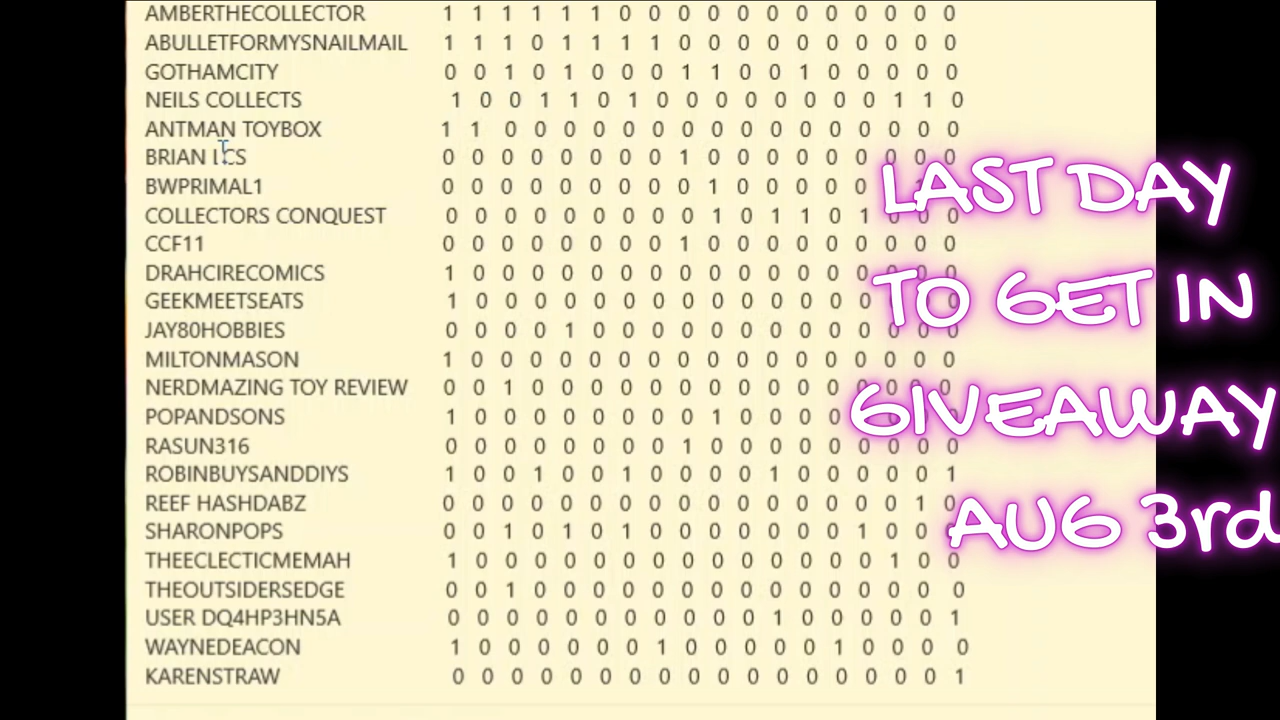 AMBERTHECOLLECTOR 1 1 1 1 1 1 0 0 0 0 0 0 0 0 0 0 0 0
ABULLETFORMYSNAILMAIL 1 1 1 0 1 1 1 1 0 0 0 0 0 0 0 0 0 0
GOTHAMCITY 0 0 1 0 1 0 0 0 1 1 0 0 1 0 0 0 0 0
NEILS COLLECTS 1 0 0 1 1 0 1 0 0 0 0 0 0 0 0 1 1 0
ANTMAN TOYBOX 1 1 0 0 0 0 0 0 0 0 0 0 0 0 0 0 0 0
BRIAN LCS 0 0 0 0 0 0 0 0 1 0 0 0 0 0 0 0 0 0
BWPRIMAL1 0 0 0 0 0 0 0 0 0 1 0 0 0 0 0
COLLECTORS CONQUEST 0 0 0 0 0 0 0 0 0 1 0 1 1 0 1 0 0 0
CCF11 0 0 0 0 0 0 0 0 1 0 0 0 0 0 0 0 0 0
DRAHCIRECOMICS 1 0 0 0 0 0 0 0 0 0 0 0 0 0 0 0 0 0
GEEKMEETSEATS 1 0 0 0 0 0 0 0 0 0 0 0 0 0 0
JAY80HOBBIES 0 0 0 0 1 0 0 0 0 0 0 0 0 0 0 0 0 0
MILTONMASON 1 0 0 0 0 0 0 0 0 0 0 0 0 0 0 0 0 0
NERDMAZING TOY REVIEW 0 0 1 0 0 0 0 0 0 0 0 0 0 0 0 0 0 0
POPANDSONS 1 0 0 0 0 0 0 0 0 1 0 0 0 0
RASUN316 0 0 0 0 0 0 0 0 1 0 0 0 0 0 0 0 0 0
ROBINBUYSANDDIYS 1 0 0 1 0 0 1 0 0 0 0 1 0 0 0 0 0 1
REEF HASHDABZ 0 0 0 0 0 0 0 0 0 0 0 0 0 0 0 0 1 0
SHARONPOPS 0 0 1 0 1 0 1 0 0 0 0 0 0 0 1 0 0
THEECLECTICMEMAH 1 0 0 0 0 0 0 0 0 0 0 0 0 0 0 1 0 0
THEOUTSIDERSEDGE 0 0 1 0 0 0 0 0 0 0 0 0 0 0 0 0 0 0
USER DQ4HP3HN5A 0 0 0 0 0 0 0 0 0 0 0 1 0 0 0 0 0 1
WAYNEDEACON 1 0 0 0 0 0 0 1 0 0 0 0 0 1 0 0 0 0
KARENSTRAW 0 0 0 0 0 0 0 0 0 0 0 0 0 0 0 0 0 1
LAST DAY
TO GET IN
GIVEAWAY
AUG 3rd